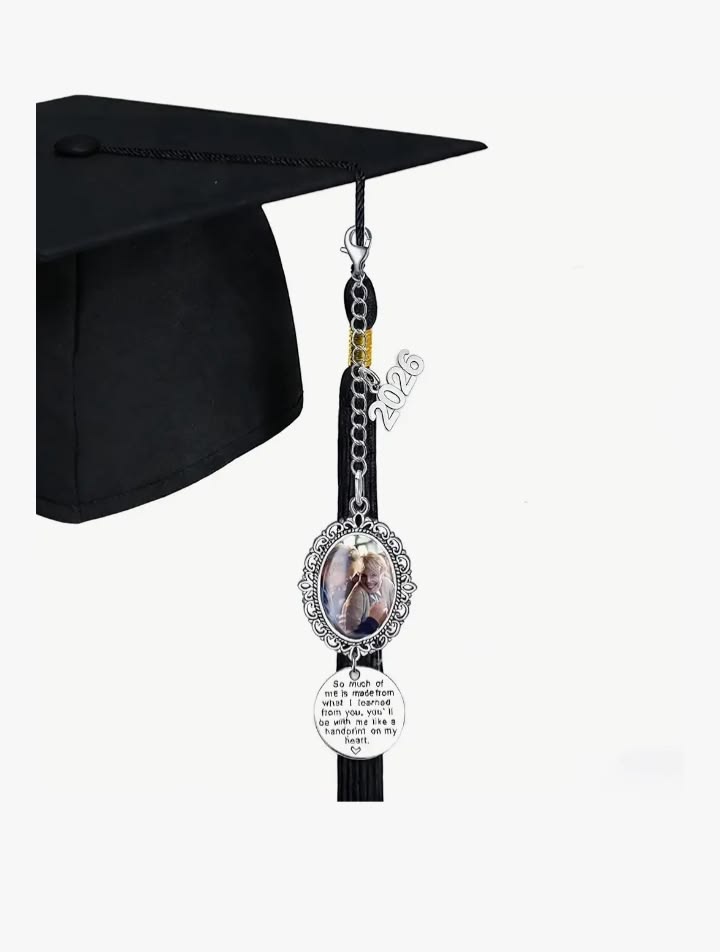 2026
So much of
me is made from
what I learned
from you, you'll
be with me like a
handprint on my
heart.